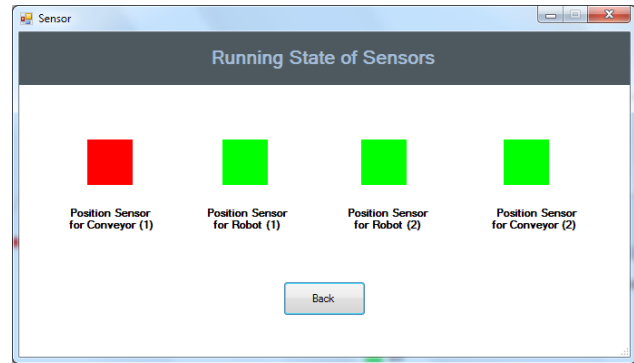 Sensor
Running State of Sensors
Position Sensor
for Conveyor (1)
Position Sensor
for Robot (1)
Position Sensor
for Robot (2)
Position Sensor
for Conveyor (2)
Back